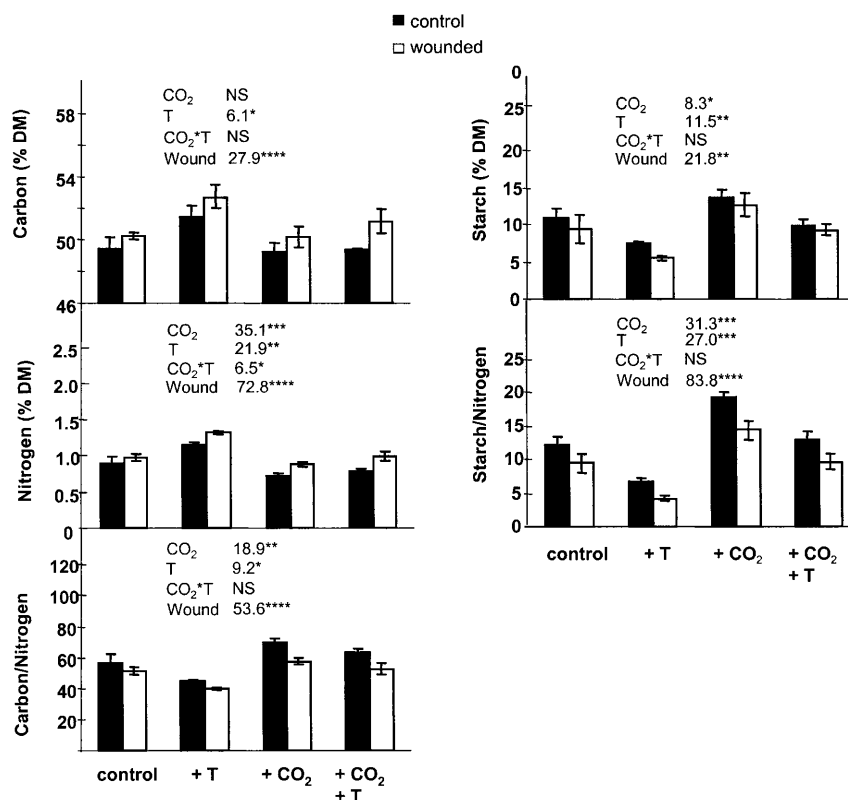 control
wounded
Carbon (% DM)
58
54
50
46
CO₂ NS
T 6.1*
CO₂*T NS
Wound 27.9****
Nitrogen (% DM)
2.5
2.0
1.5
1.0
0.5
0
CO₂ 35.1***
T 21.9**
CO₂*T 6.5*
Wound 72.8****
Carbon/Nitrogen
120
100
80
60
40
20
CO₂ 18.9**
T 9.2*
CO₂*T NS
Wound 53.6****
control + T + CO₂ + CO₂
+ T
Starch (% DM)
0
25
20
15
10
5
0
CO₂ 8.3*
T 11.5**
CO₂*T NS
Wound 21.8**
Starch/Nitrogen
25
20
15
10
5
0
CO₂ 31.3***
T 27.0***
CO₂*T NS
Wound 83.8****
control + T + CO₂ + CO₂
+ T